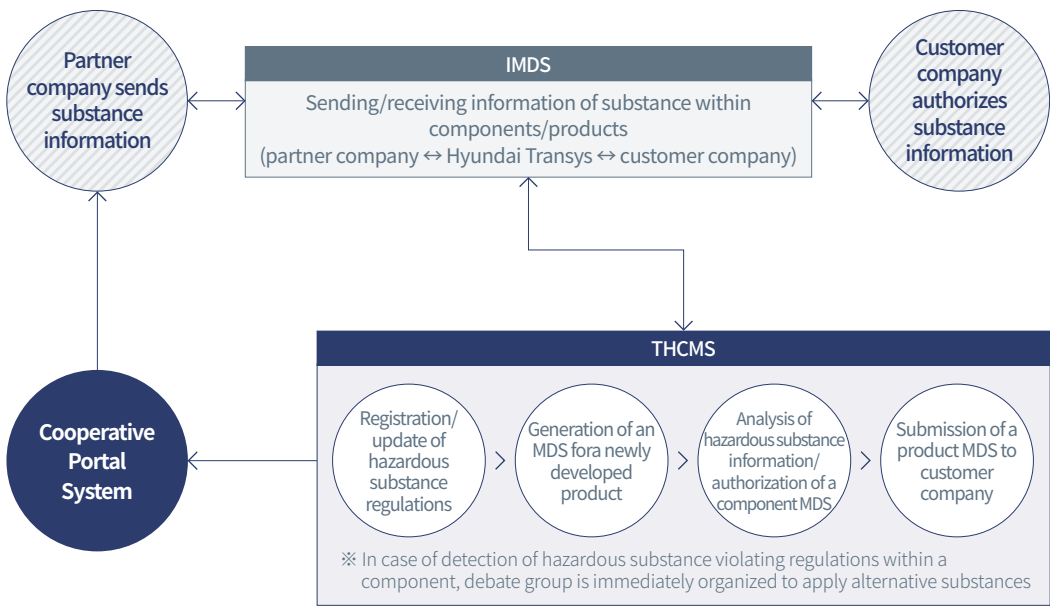 Partner
company sends
substance
information
IMDS
Sending/receiving information of substance within
components/products
(partner company ↔ Hyundai Transys ↔ customer company)
Customer
company
authorizes
substance
information
THCMS
Cooperative
Portal
System
Registration/
update of
hazardous
substance
regulations
Generation of an
MDS fora newly
developed
product
Analysis of
hazardous substance
information/
authorization of a
component MDS
Submission of a
product MDS to
customer
company
※ In case of detection of hazardous substance violating regulations within a
component, debate group is immediately organized to apply alternative substances